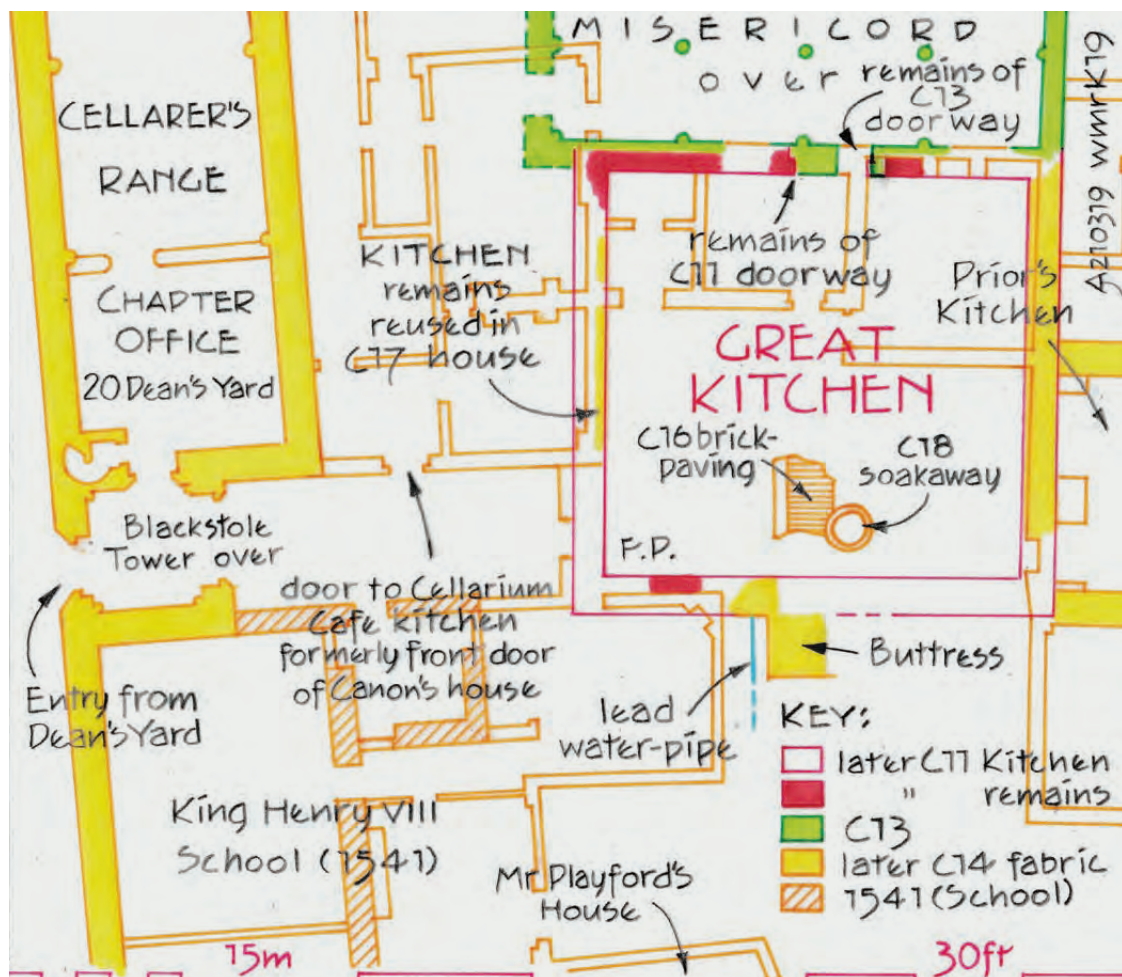 MISERICORD
over
remains of
C13
doorway
CELLARER'S
RANGE
KITCHEN
remains
reused in
C17 house
remains of
C11 doorway
Prior's
Kitchen
CHAPTER
OFFICE
20 Dean's Yard
GREAT
KITCHEN
C16 brick-
paving
C18
soakaway
Blackstole
Tower over
F.D.
door to Cellarium
Cafe kitchen
formerly front door
of Canon's house
Buttress
Entry from
Dean's Yard
lead
water-pipe
KEY:
later C11 Kitchen
" remains
C13
later C14 fabric
1541 (School)
King Henry VIII
School (1541)
Mr Playford's
House
15m
30ft